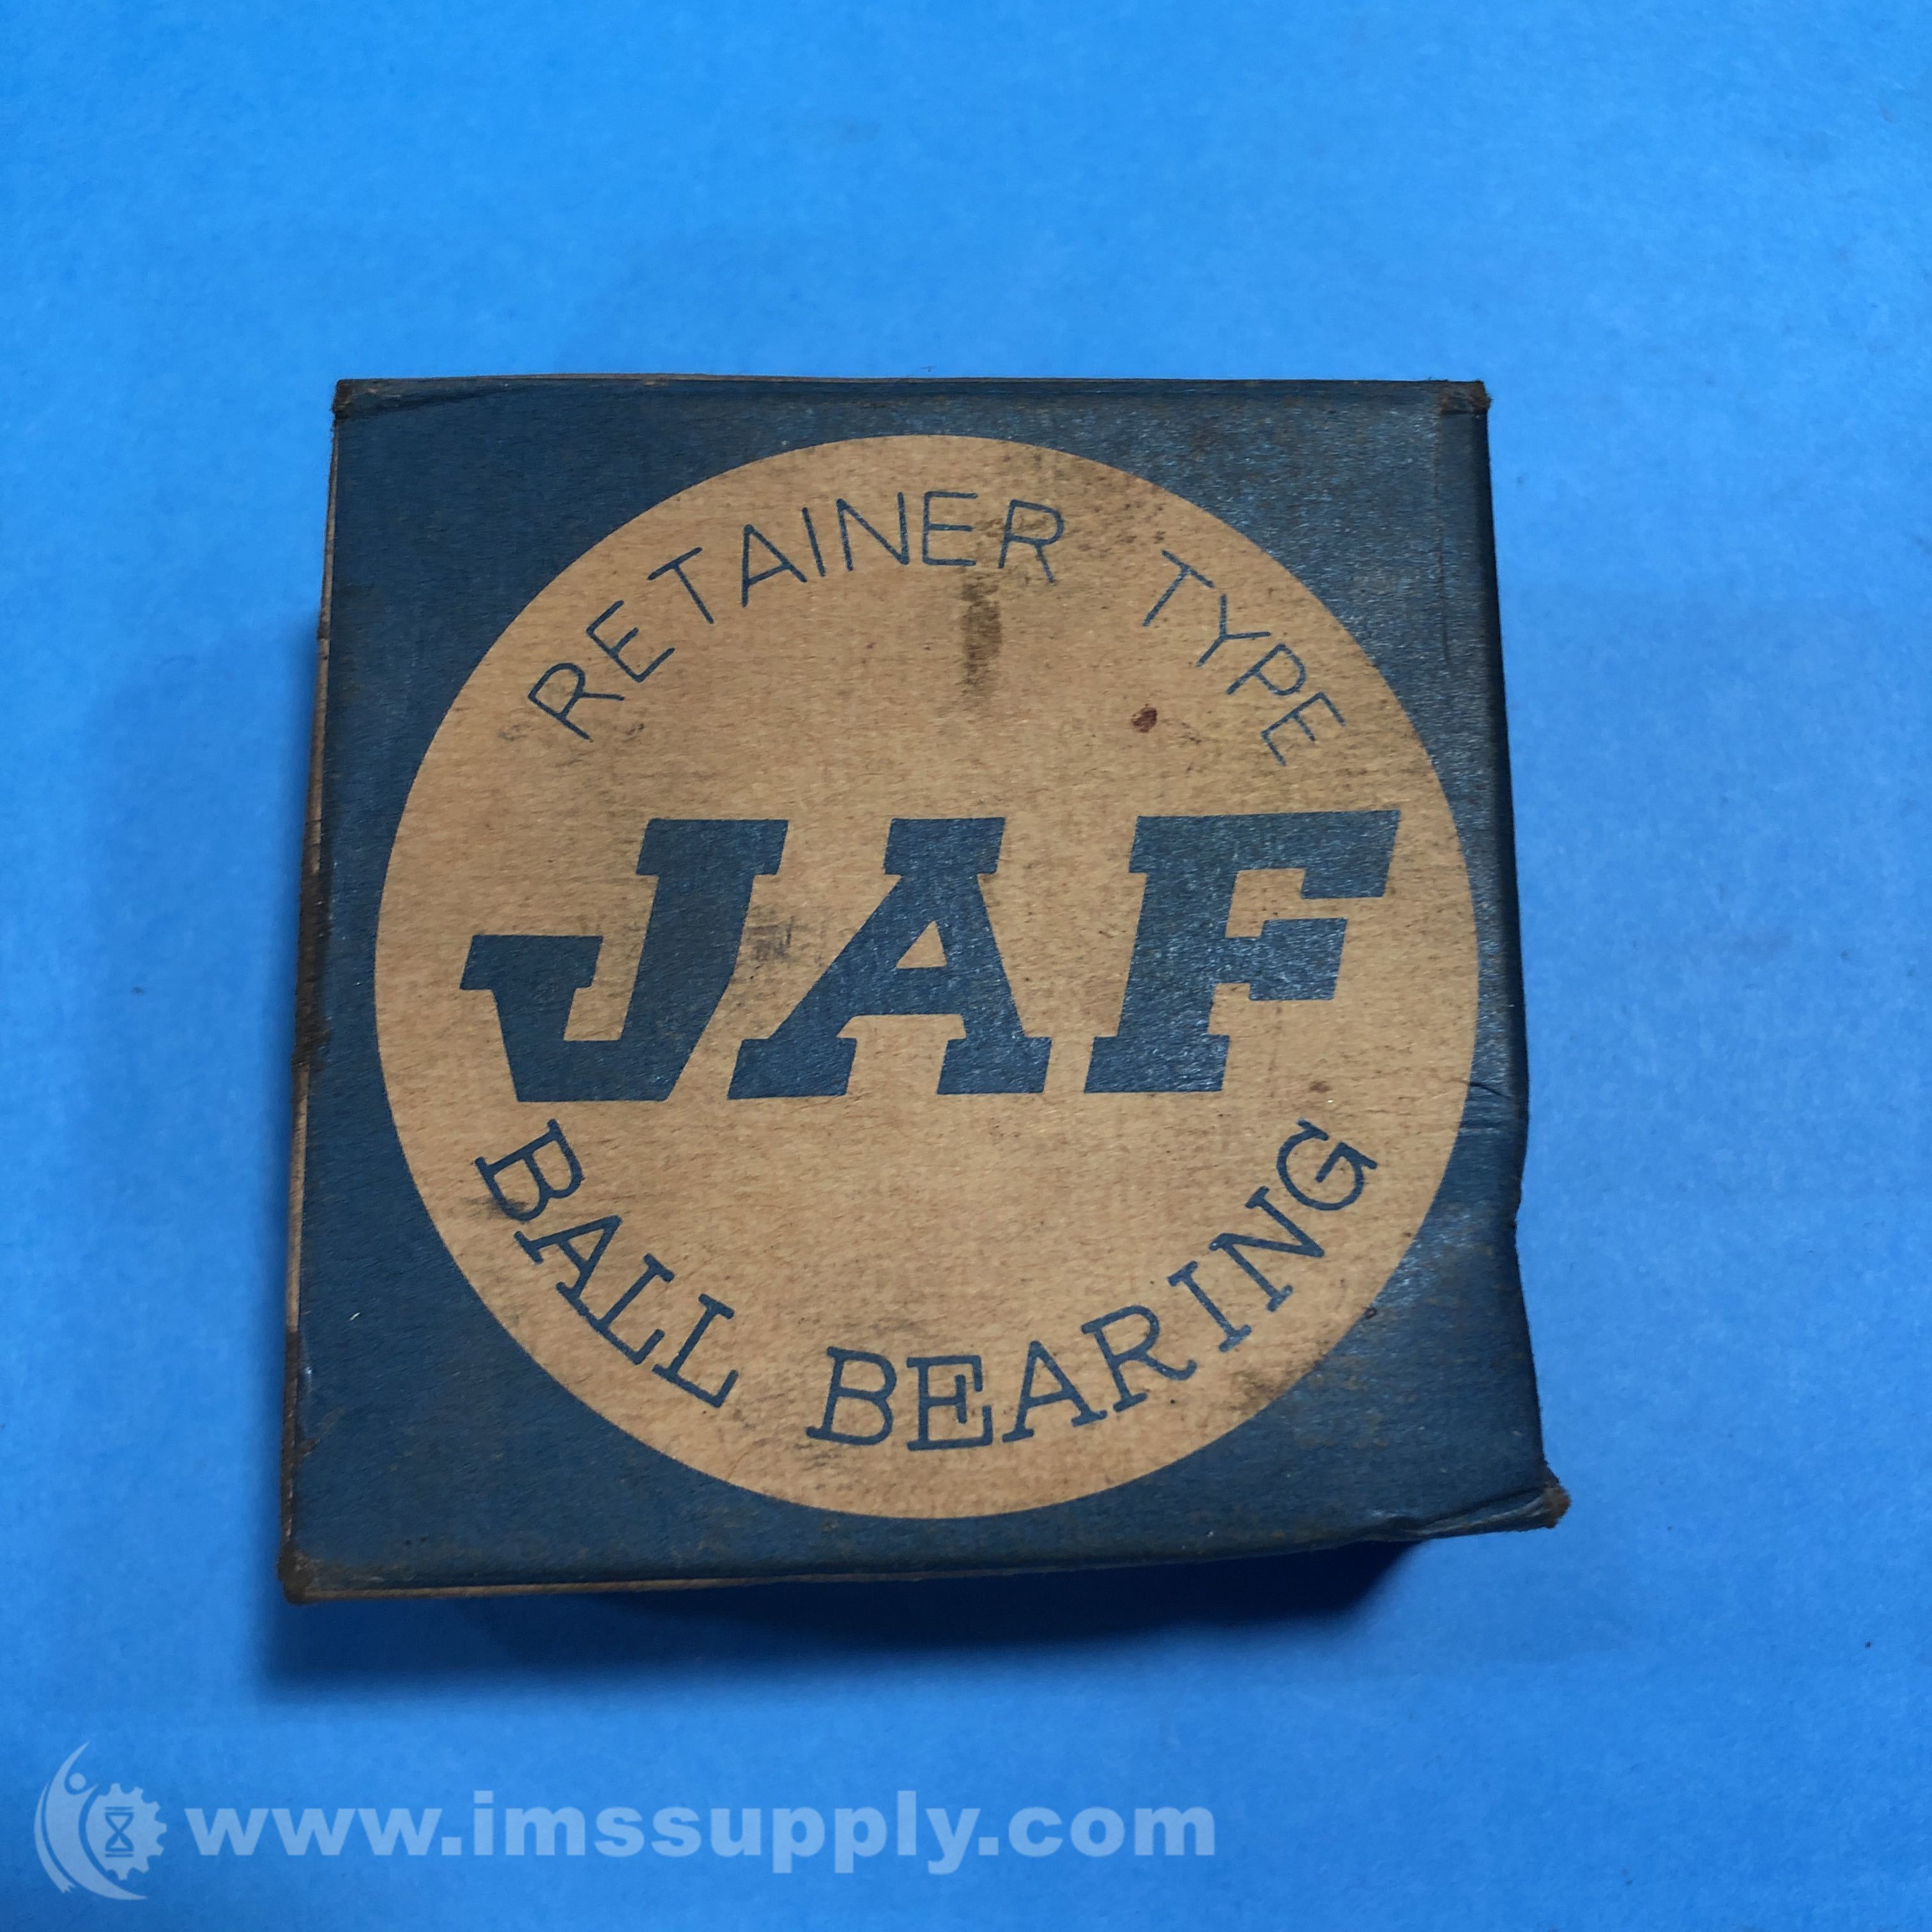 RETAINER TYPE
JAF
BALL BEARING
www.imssupply.com